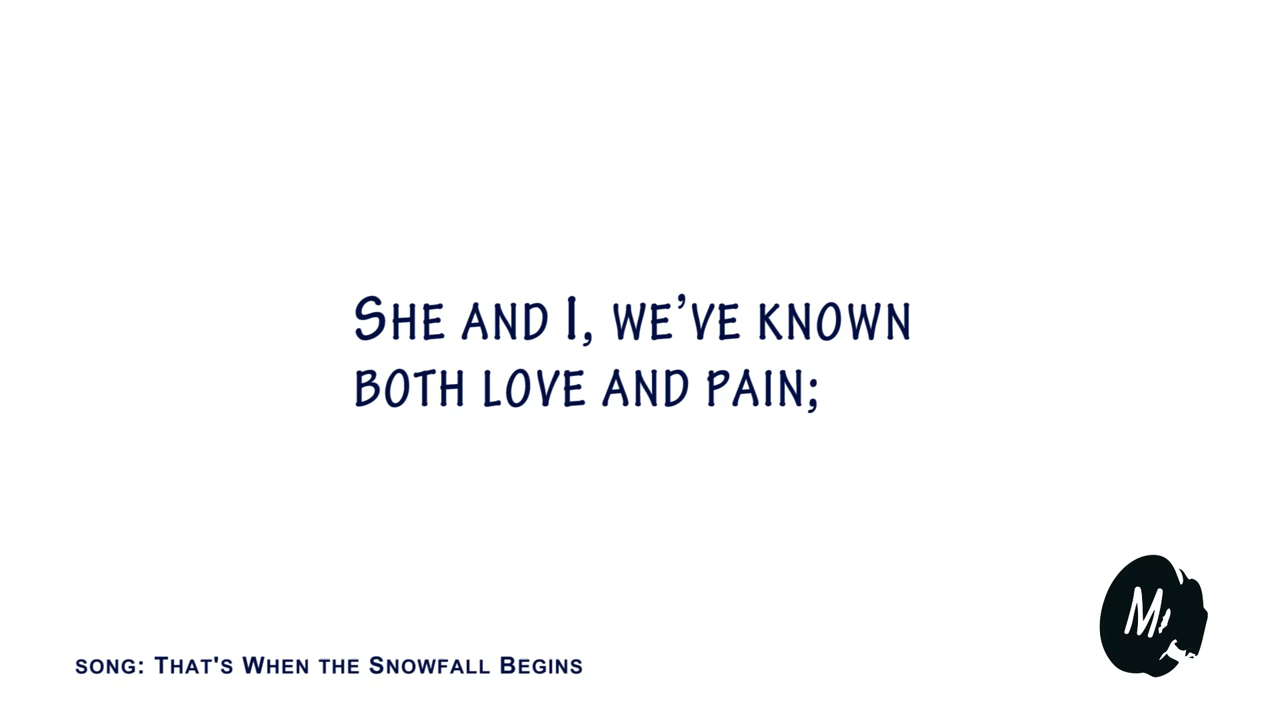 She and I, we’ve known
both love and pain;
song: That's When the Snowfall Begins
M